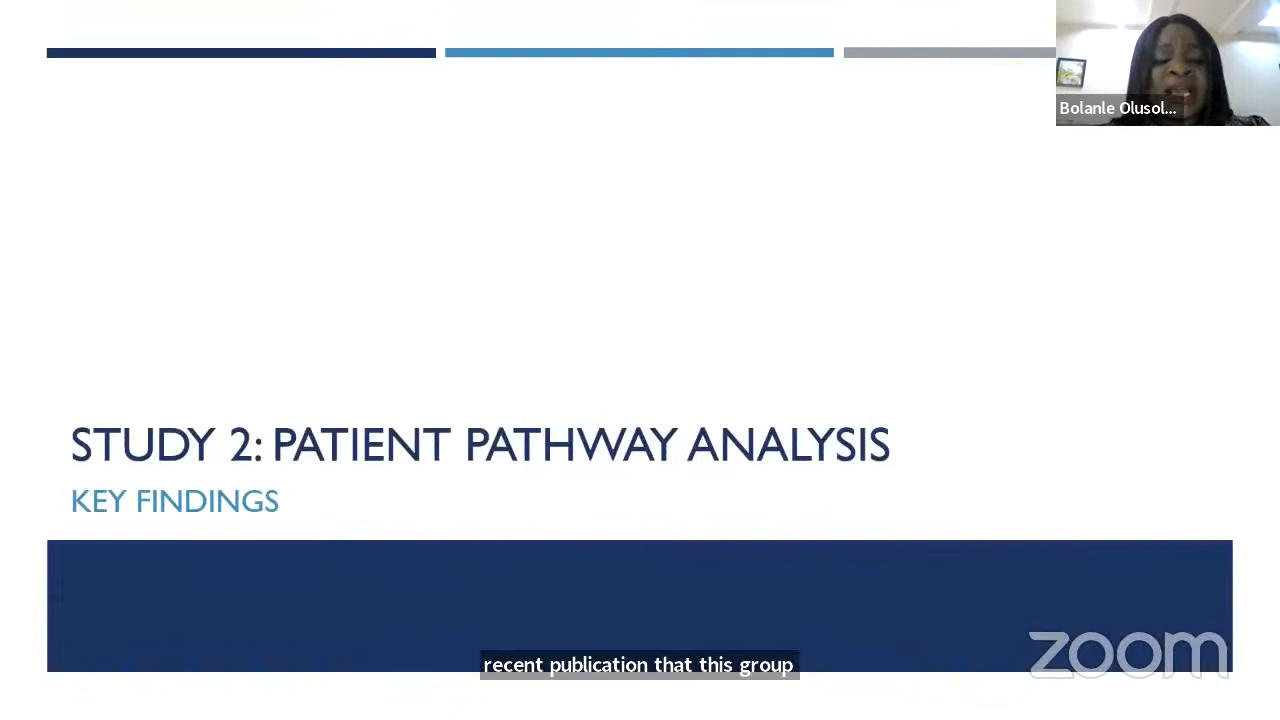 Bolanle Olusol...
STUDY 2: PATIENT PATHWAY ANALYSIS
KEY FINDINGS
zoom
recent publication that this group